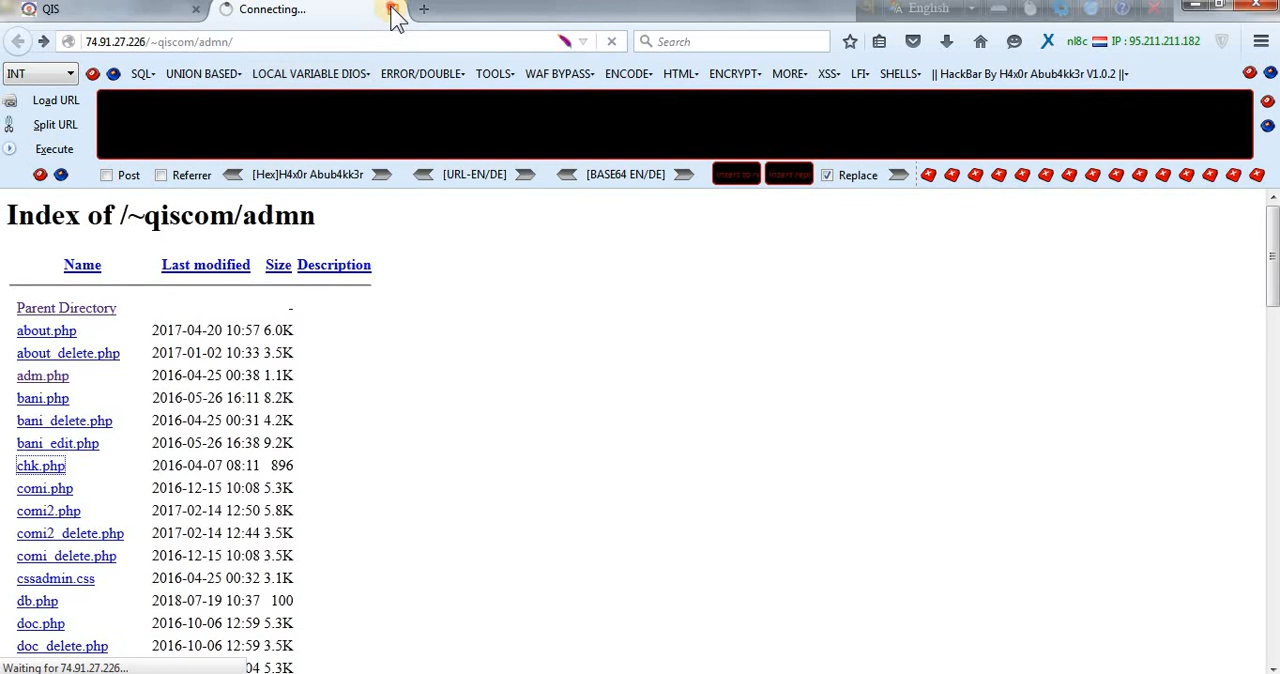 QIS
Connecting...
English
74.91.27.226/~qiscom/admn/
Search
nl8c IP : 95.211.211.182
INT SQL- UNION BASED- LOCAL VARIABLE DIOS- ERROR/DOUBLE- TOOLS- WAF BYPASS- ENCODE- HTML- ENCRYPT- MORE- XSS- LFI- SHELLS- || HackBar By H4x0r Abub4kk3r V1.0.2 ||-
Load URL
Split URL
Execute
Post Referrer [Hex]H4x0r Abub4kk3r [URL-EN/DE] [BASE64 EN/DE] Replace
Index of /~qiscom/admn
Name Last modified Size Description
Parent Directory -
about.php 2017-04-20 10:57 6.0K
about_delete.php 2017-01-02 10:33 3.5K
adm.php 2016-04-25 00:38 1.1K
bani.php 2016-05-26 16:11 8.2K
bani_delete.php 2016-04-25 00:31 4.2K
bani_edit.php 2016-05-26 16:38 9.2K
chk.php 2016-04-07 08:11 896
comi.php 2016-12-15 10:08 5.3K
comi2.php 2017-02-14 12:50 5.8K
comi2_delete.php 2017-02-14 12:44 3.5K
comi_delete.php 2016-12-15 10:08 3.5K
cssadmin.css 2016-04-25 00:32 3.1K
db.php 2018-07-19 10:37 100
doc.php 2016-10-06 12:59 5.3K
doc_delete.php 2016-10-06 12:59 3.5K
Waiting for 74.91.27.226... 04 5.3K